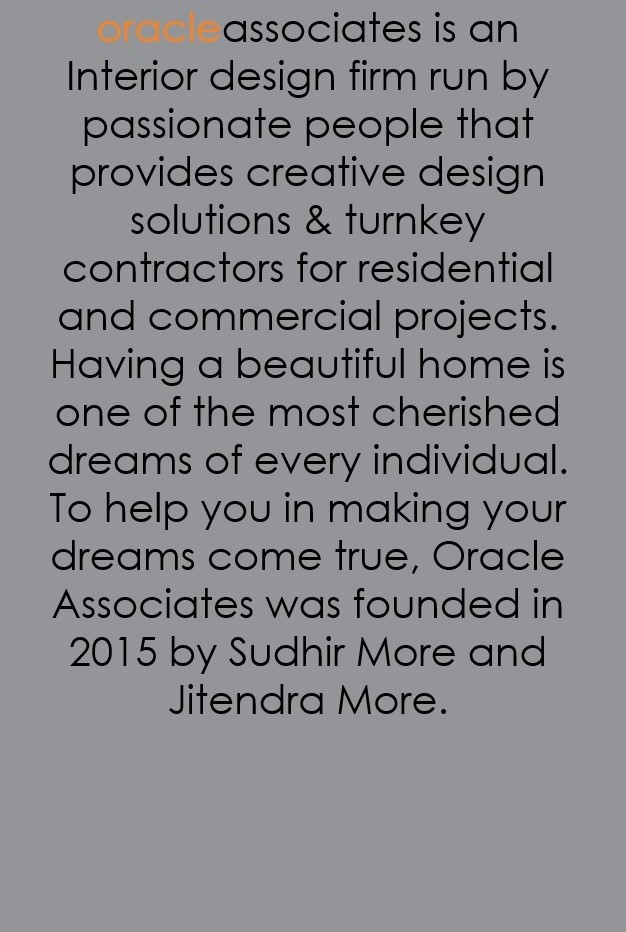 oracleassociates is an
Interior design firm run by
passionate people that
provides creative design
solutions & turnkey
contractors for residential
and commercial projects.
Having a beautiful home is
one of the most cherished
dreams of every individual.
To help you in making your
dreams come true, Oracle
Associates was founded in
2015 by Sudhir More and
Jitendra More.